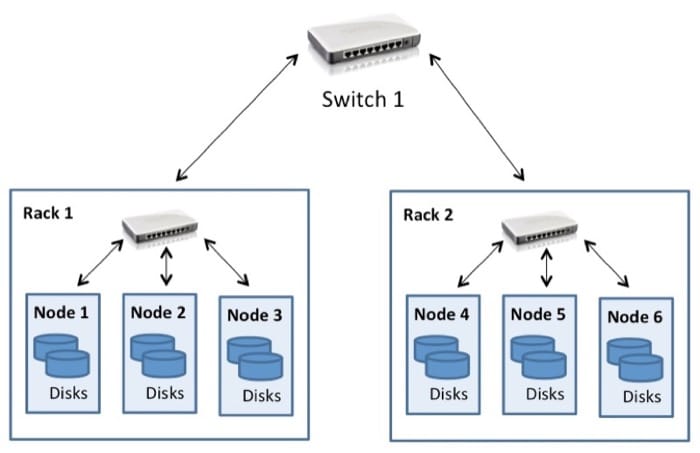 Switch 1
Rack 1
Node 1
Disks
Node 2
Disks
Node 3
Disks
Rack 2
Node 4
Disks
Node 5
Disks
Node 6
Disks